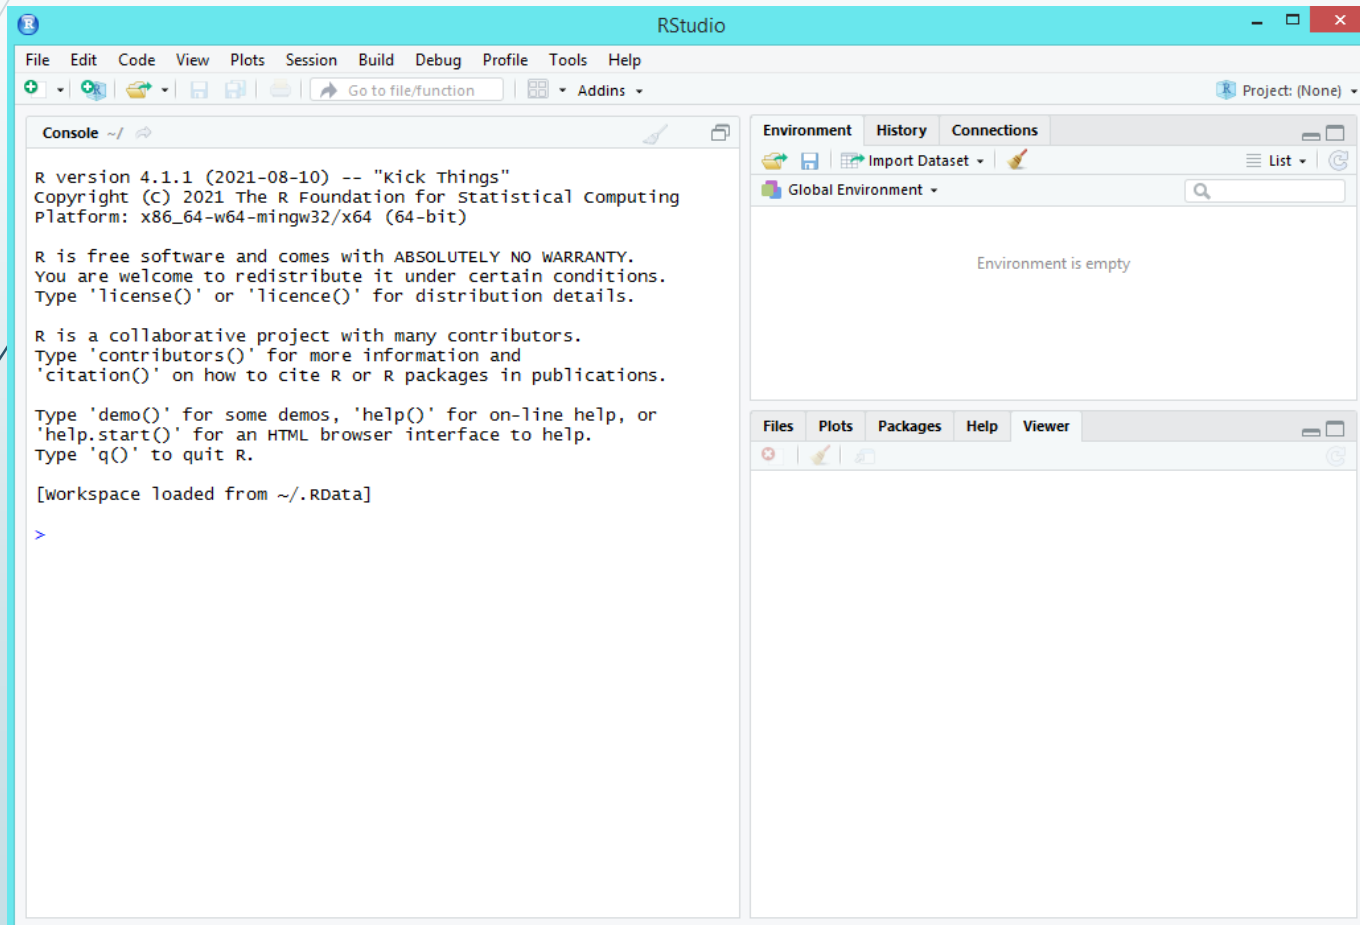 RStudio
File Edit Code View Plots Session Build Debug Profile Tools Help
Go to file/function Addins Project: (None)
Console ~/
R version 4.1.1 (2021-08-10) -- "Kick Things"
Copyright (C) 2021 The R Foundation for Statistical Computing
Platform: x86_64-w64-mingw32/x64 (64-bit)
R is free software and comes with ABSOLUTELY NO WARRANTY.
You are welcome to redistribute it under certain conditions.
Type 'license()' or 'licence()' for distribution details.
R is a collaborative project with many contributors.
Type 'contributors()' for more information and
'citation()' on how to cite R or R packages in publications.
Type 'demo()' for some demos, 'help()' for on-line help, or
'help.start()' for an HTML browser interface to help.
Type 'q()' to quit R.
[Workspace loaded from ~/.RData]
>
Environment History Connections
Import Dataset List
Global Environment
Environment is empty
Files Plots Packages Help Viewer